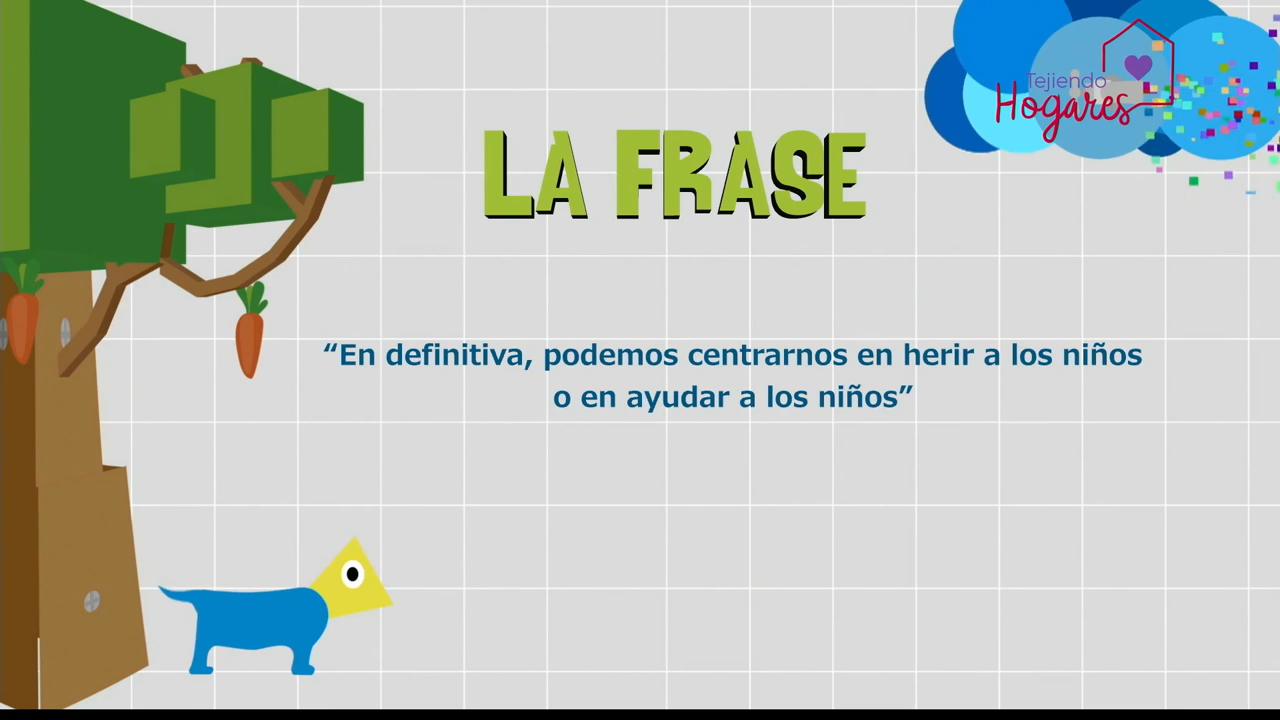 Tejiendo
Hogares
LA FRASE
“En definitiva, podemos centrarnos en herir a los niños
o en ayudar a los niños”